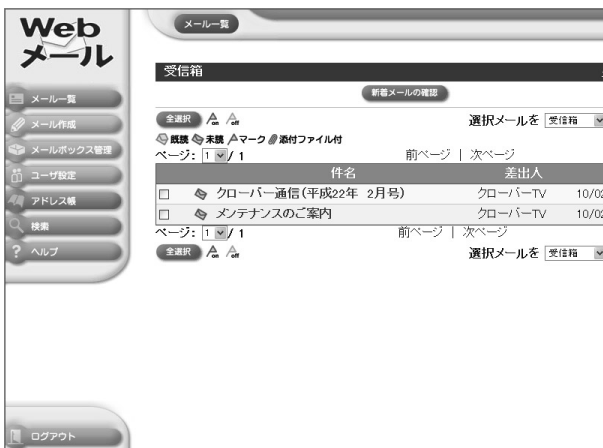 Web
メール
メール一覧
メール作成
メールボックス管理
ユーザ設定
アドレス帳
検索
ヘルプ
ログアウト
メール一覧
受信箱
新着メールの確認
全選択 on off 選択メールを 受信箱
既読 未読 マーク 添付ファイル付
ページ: 1 / 1 前ページ | 次ページ
件名 差出人
クローバー通信(平成22年 2月号) クローバーTV 10/02
メンテナンスのご案内 クローバーTV 10/02
ページ: 1 / 1 前ページ | 次ページ
全選択 on off 選択メールを 受信箱